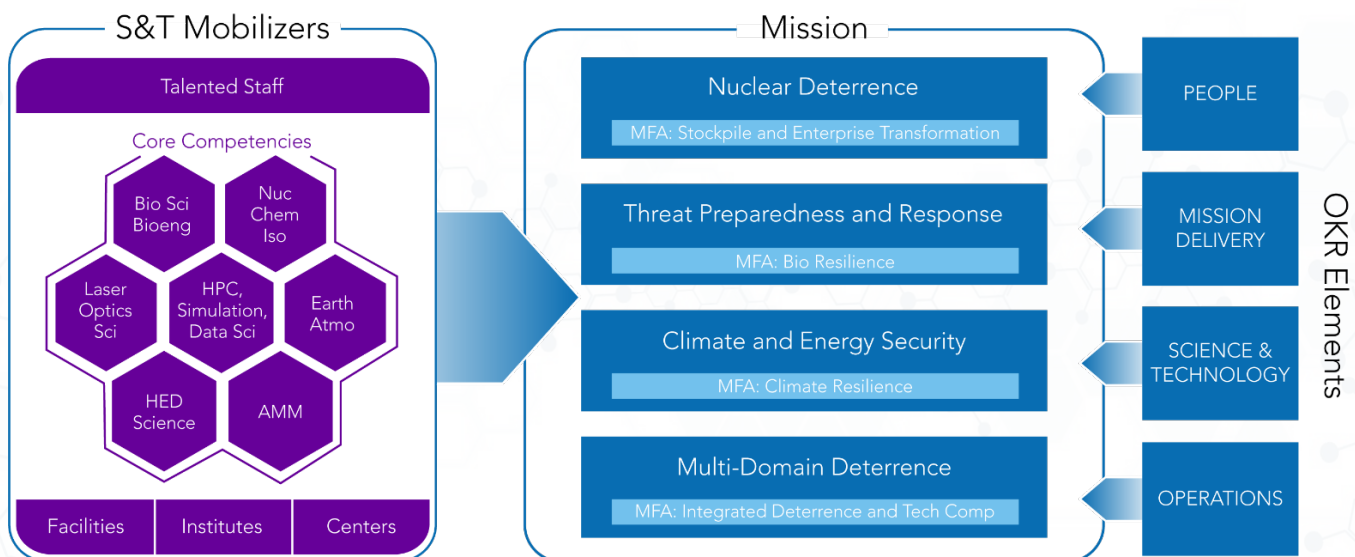 S&T Mobilizers
Talented Staff
Core Competencies
Bio Sci
Bioeng
Nuc
Chem
Iso
Laser
Optics
Sci
HPC,
Simulation,
Data Sci
Earth
Atmo
HED
Science
AMM
Facilities
Institutes
Centers
Mission
Nuclear Deterrence
MFA: Stockpile and Enterprise Transformation
Threat Preparedness and Response
MFA: Bio Resilience
Climate and Energy Security
MFA: Climate Resilience
Multi-Domain Deterrence
MFA: Integrated Deterrence and Tech Comp
PEOPLE
MISSION
DELIVERY
SCIENCE &
TECHNOLOGY
OPERATIONS
OKR Elements